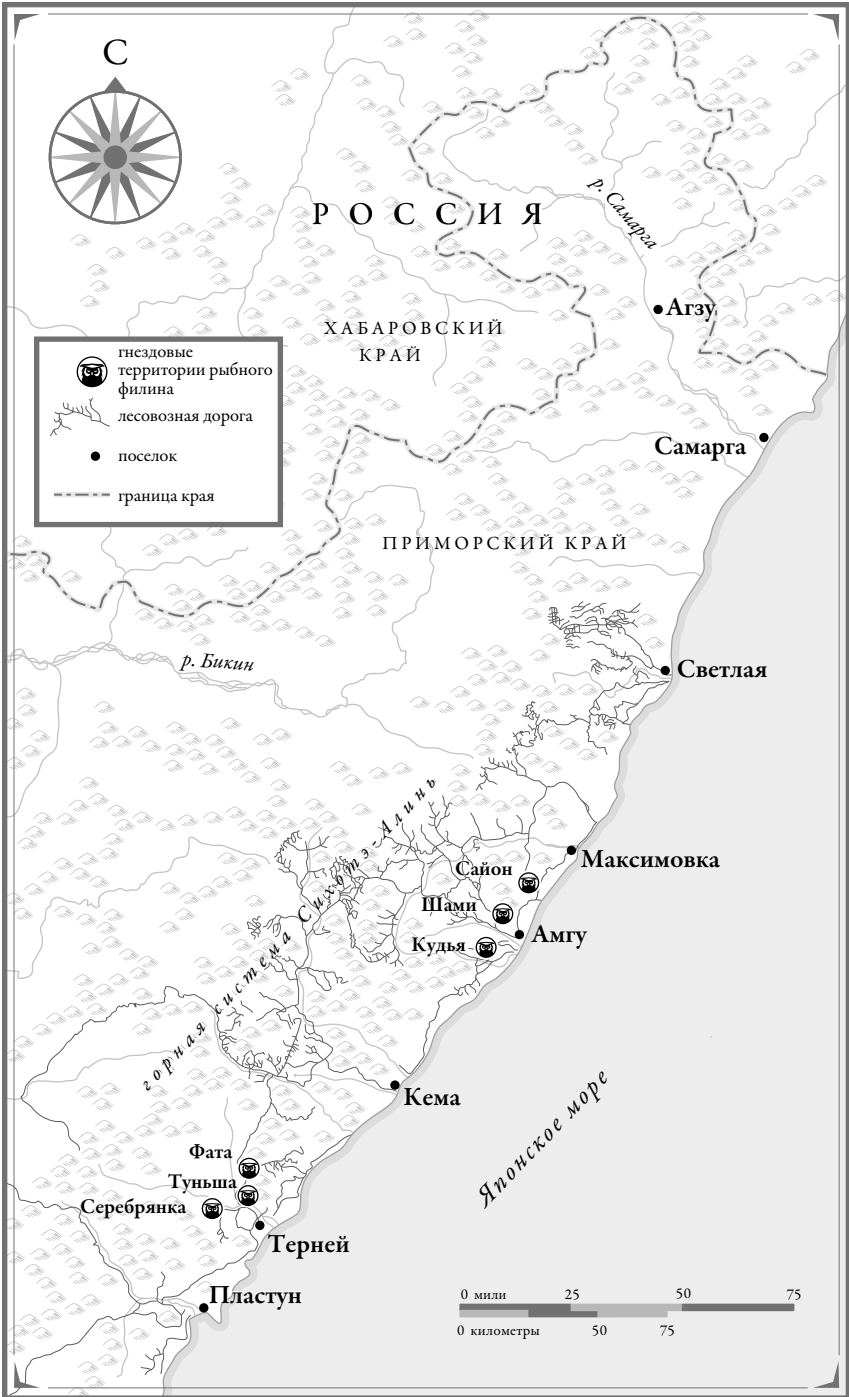 С
РОССИЯ
р. Самарга
Агзу
ХАБАРОВСКИЙ
КРАЙ
гнездовые
территории рыбного
филина
лесовозная дорога
поселок
граница края
Самарга
ПРИМОРСКИЙ КРАЙ
р. Бикин
Светлая
горная система Сихотэ-Алинь
Максимовка
Сайон
Шами
Амгу
Кудья
Кема
Японское море
Фата
Туньша
Серебрянка
Терней
Пластун
0 мили 25 50 75
0 километры 50 75